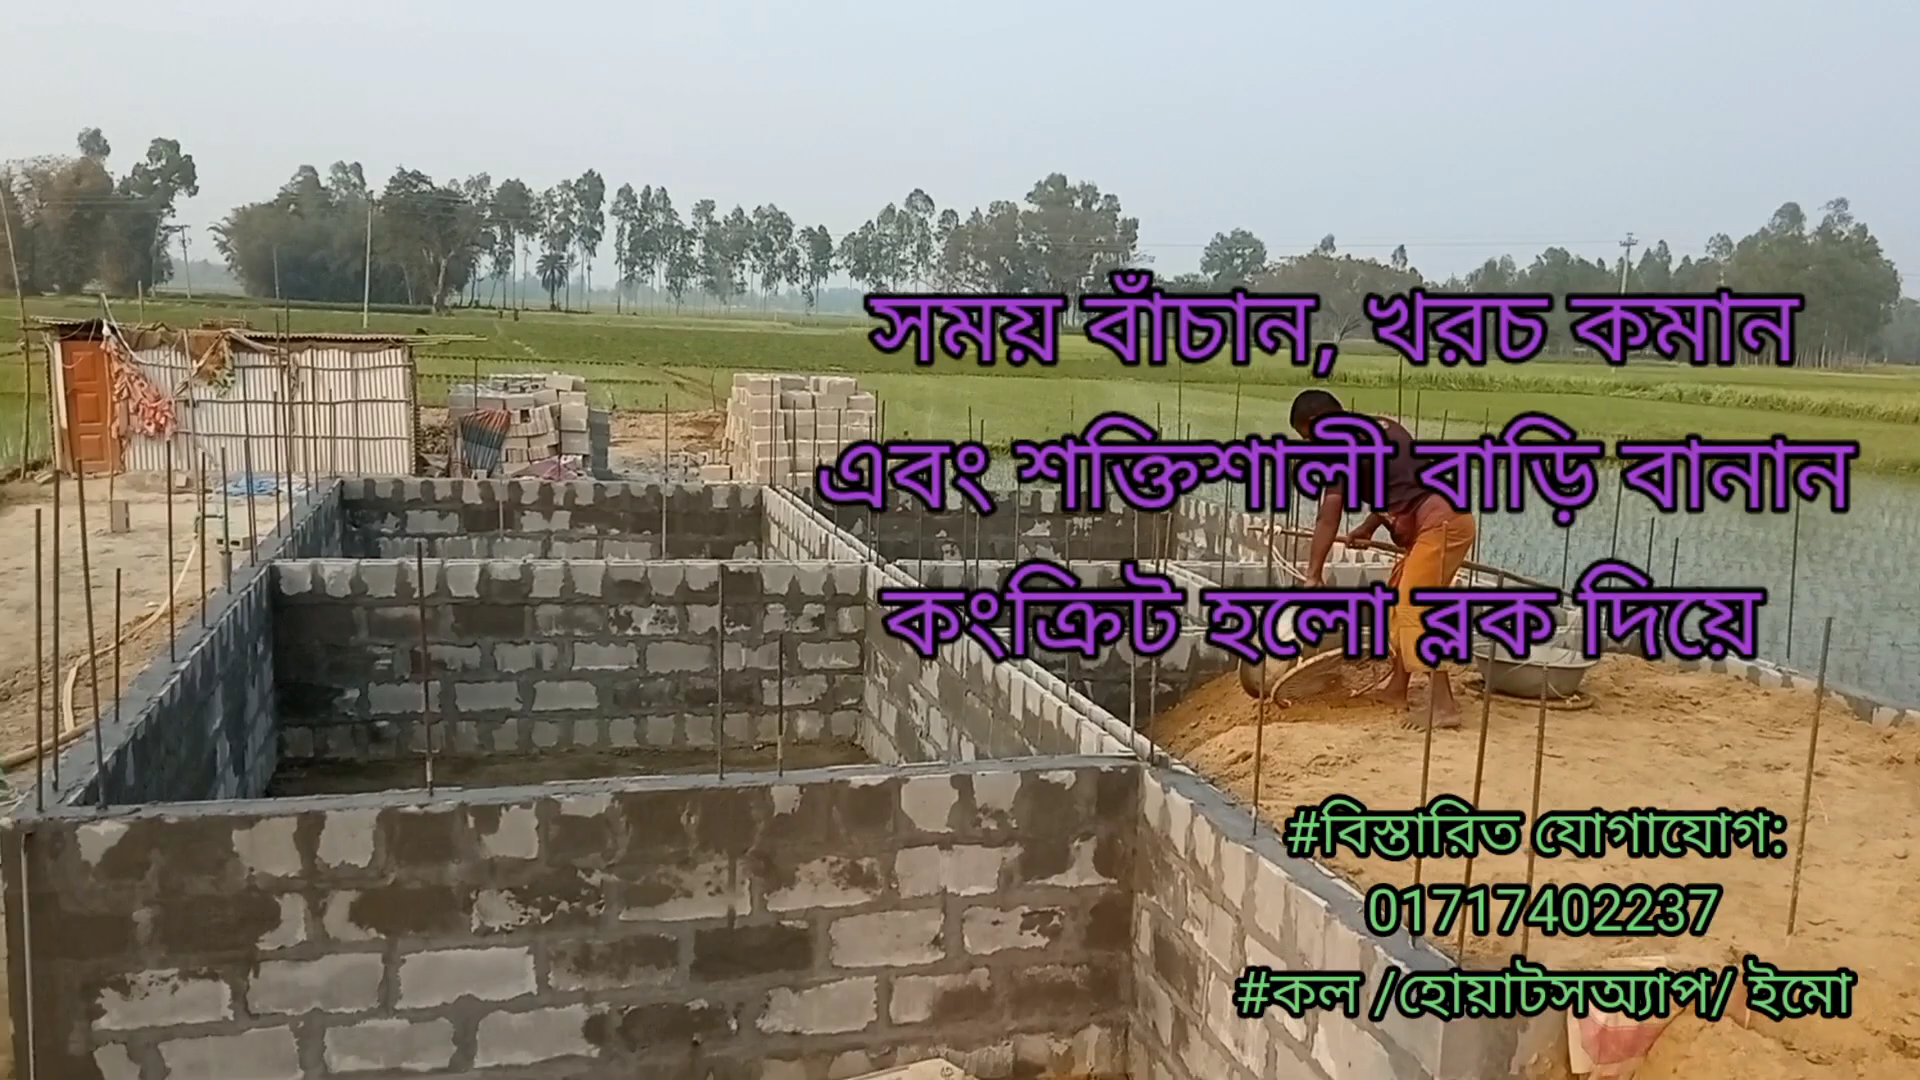 সময় বাঁচান, খরচ কমান
এবং শক্তিশালী বাড়ি বানান
কংক্রিট হলো ব্লক দিয়ে
#বিস্তারিত যোগাযোগ:
01717402237
#কল /হোয়াটসঅ্যাপ/ ইমো